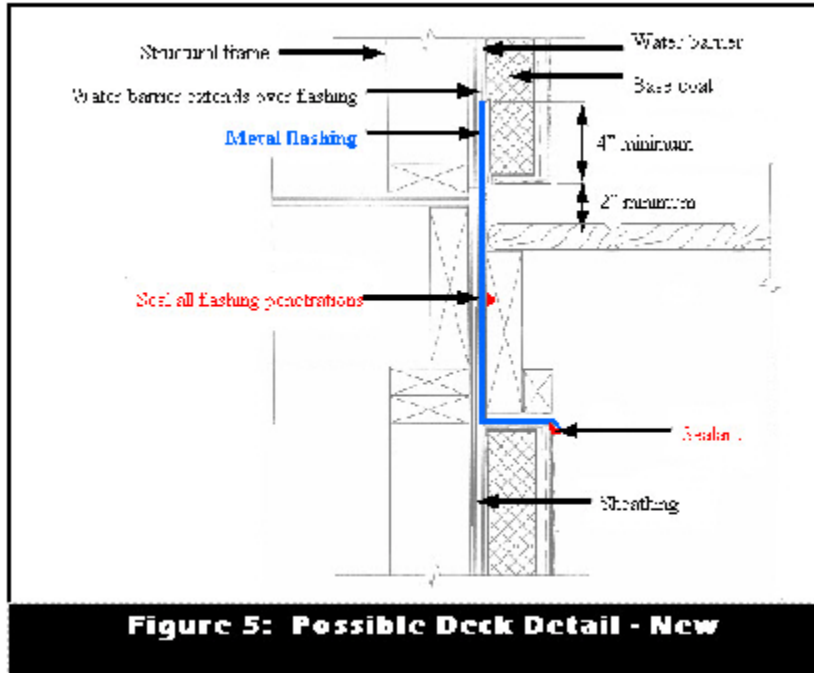 Structural frame
Water barrier
Water barrier extends over flashing
Base coat
Metal flashing
4" minimum
2" minimum
Seal all flashing penetrations
Sealant
Sheathing
Figure 5: Possible Deck Detail - New